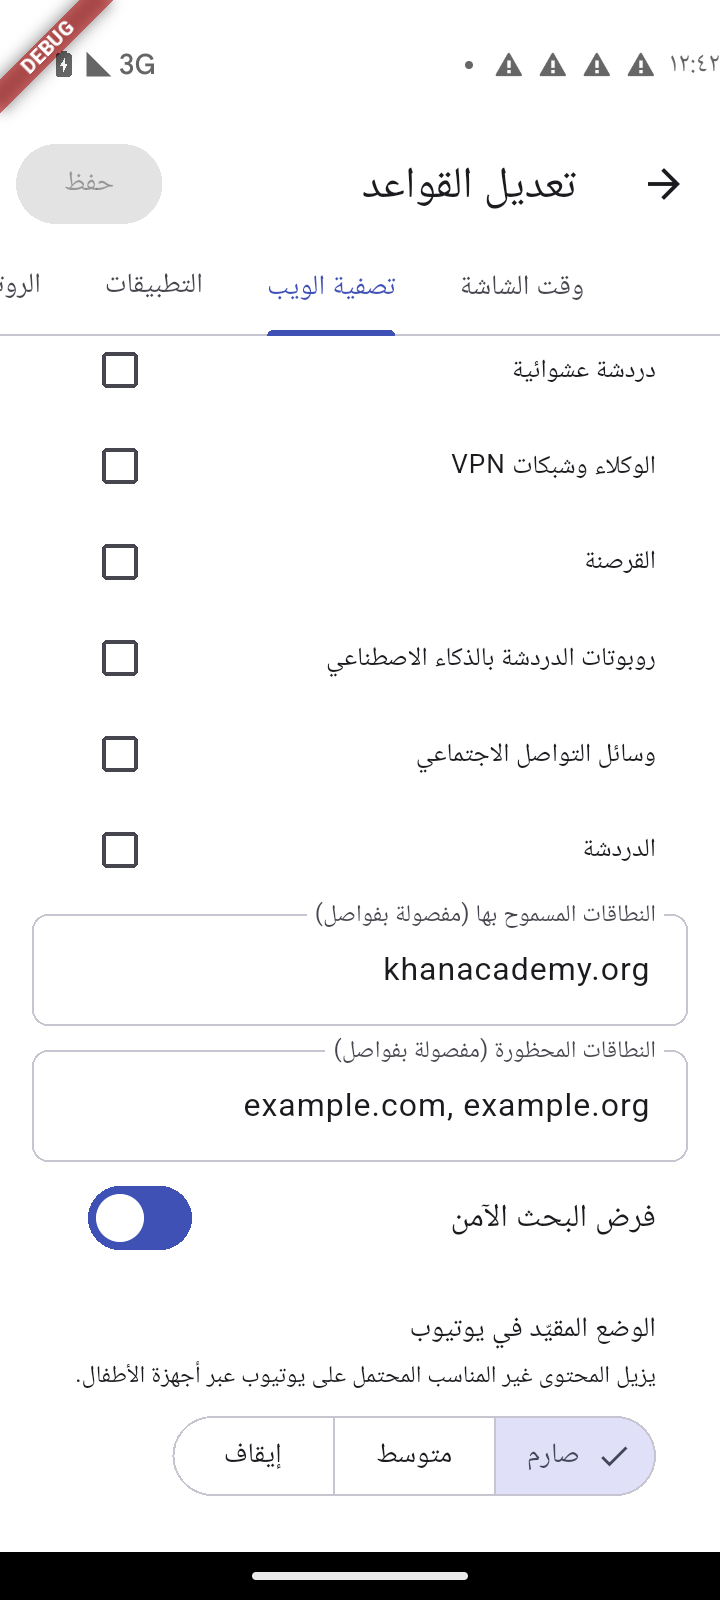 DEBUG
3G
١٢:٤٢
تعديل القواعد
حفظ
وقت الشاشة
تصفية الويب
التطبيقات
دردشة عشوائية
الوكلاء وشبكات VPN
القرصنة
روبوتات الدردشة بالذكاء الاصطناعي
وسائل التواصل الاجتماعي
الدردشة
النطاقات المسموح بها (مفصولة بفواصل)
khanacademy.org
النطاقات المحظورة (مفصولة بفواصل)
example.com, example.org
فرض البحث الآمن
الوضع المقيّد في يوتيوب
يزيل المحتوى غير المناسب المحتمل على يوتيوب عبر أجهزة الأطفال.
صارم
متوسط
إيقاف